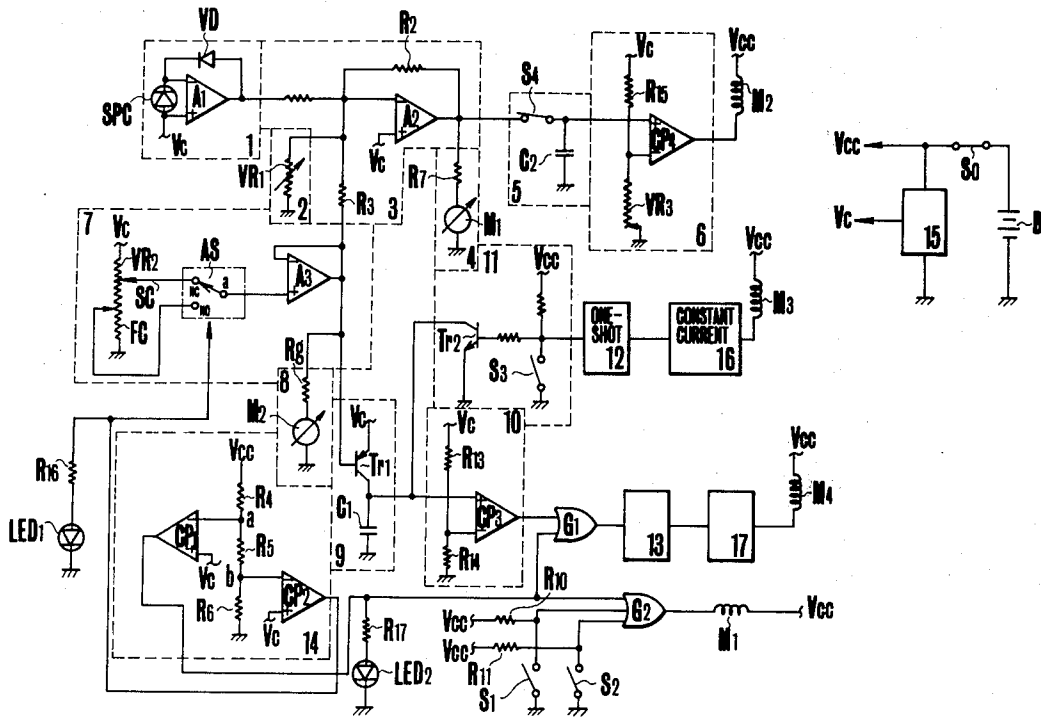 VD
R2
SPC
A1
Vc
1
A2
Vc
VR1
2
R3
3
R7
M1
4
S4
C2
5
Vc
R15
CP4
VR3
6
Vcc
M2
Vcc
S0
Vc
15
B
7
Vc
VR2
SC
FC
AS
NC
a
NO
A3
11
Vcc
Tr2
S3
ONE-
SHOT
12
CONSTANT
CURRENT
16
Vcc
M3
8
Rg
M2
Vc
Tr1
C1
9
10
Vc
R13
CP3
R14
G1
13
17
Vcc
M4
R16
LED1
Vcc
R4
a
CP1
R5
Vc
b
R6
CP2
Vc
14
R17
LED2
R10
Vcc
Vcc
R11
S1
S2
G2
M1
Vcc